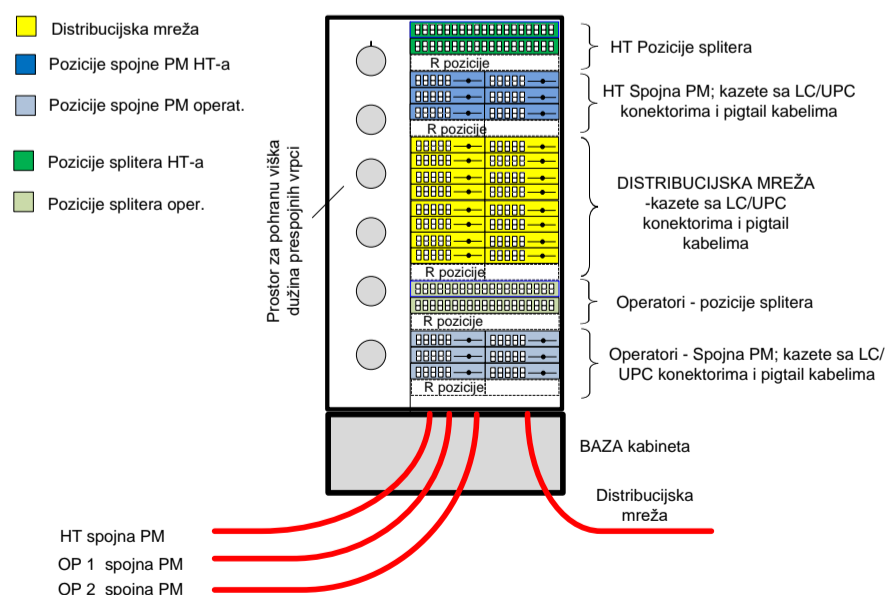 Distribucijska mreža
Pozicije spojne PM HT-a
Pozicije spojne PM operat.
Pozicije splitera HT-a
Pozicije splitera oper.
Prostor za pohranu viška
dužina prespojnih vrpci
R pozicije
R pozicije
R pozicije
R pozicije
R pozicije
HT Pozicije splitera
HT Spojna PM; kazete sa LC/UPC
konektorima i pigtail kabelima
DISTRIBUCIJSKA MREŽA
-kazete sa LC/UPC
konektorima i pigtail
kabelima
Operatori - pozicije splitera
Operatori - Spojna PM; kazete sa LC/
UPC konektorima i pigtail kabelima
BAZA kabineta
Distribucijska
mreža
HT spojna PM
OP 1 spojna PM
OP 2 spojna PM